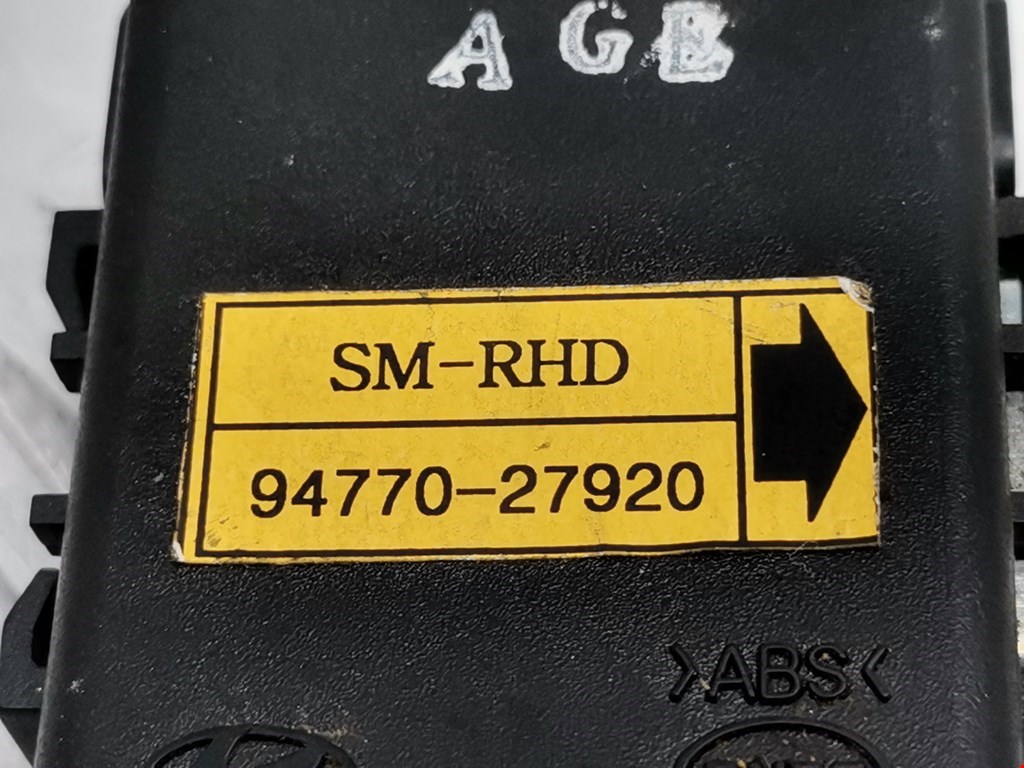 AGE
SM-RHD
94770-27920
>ABS<